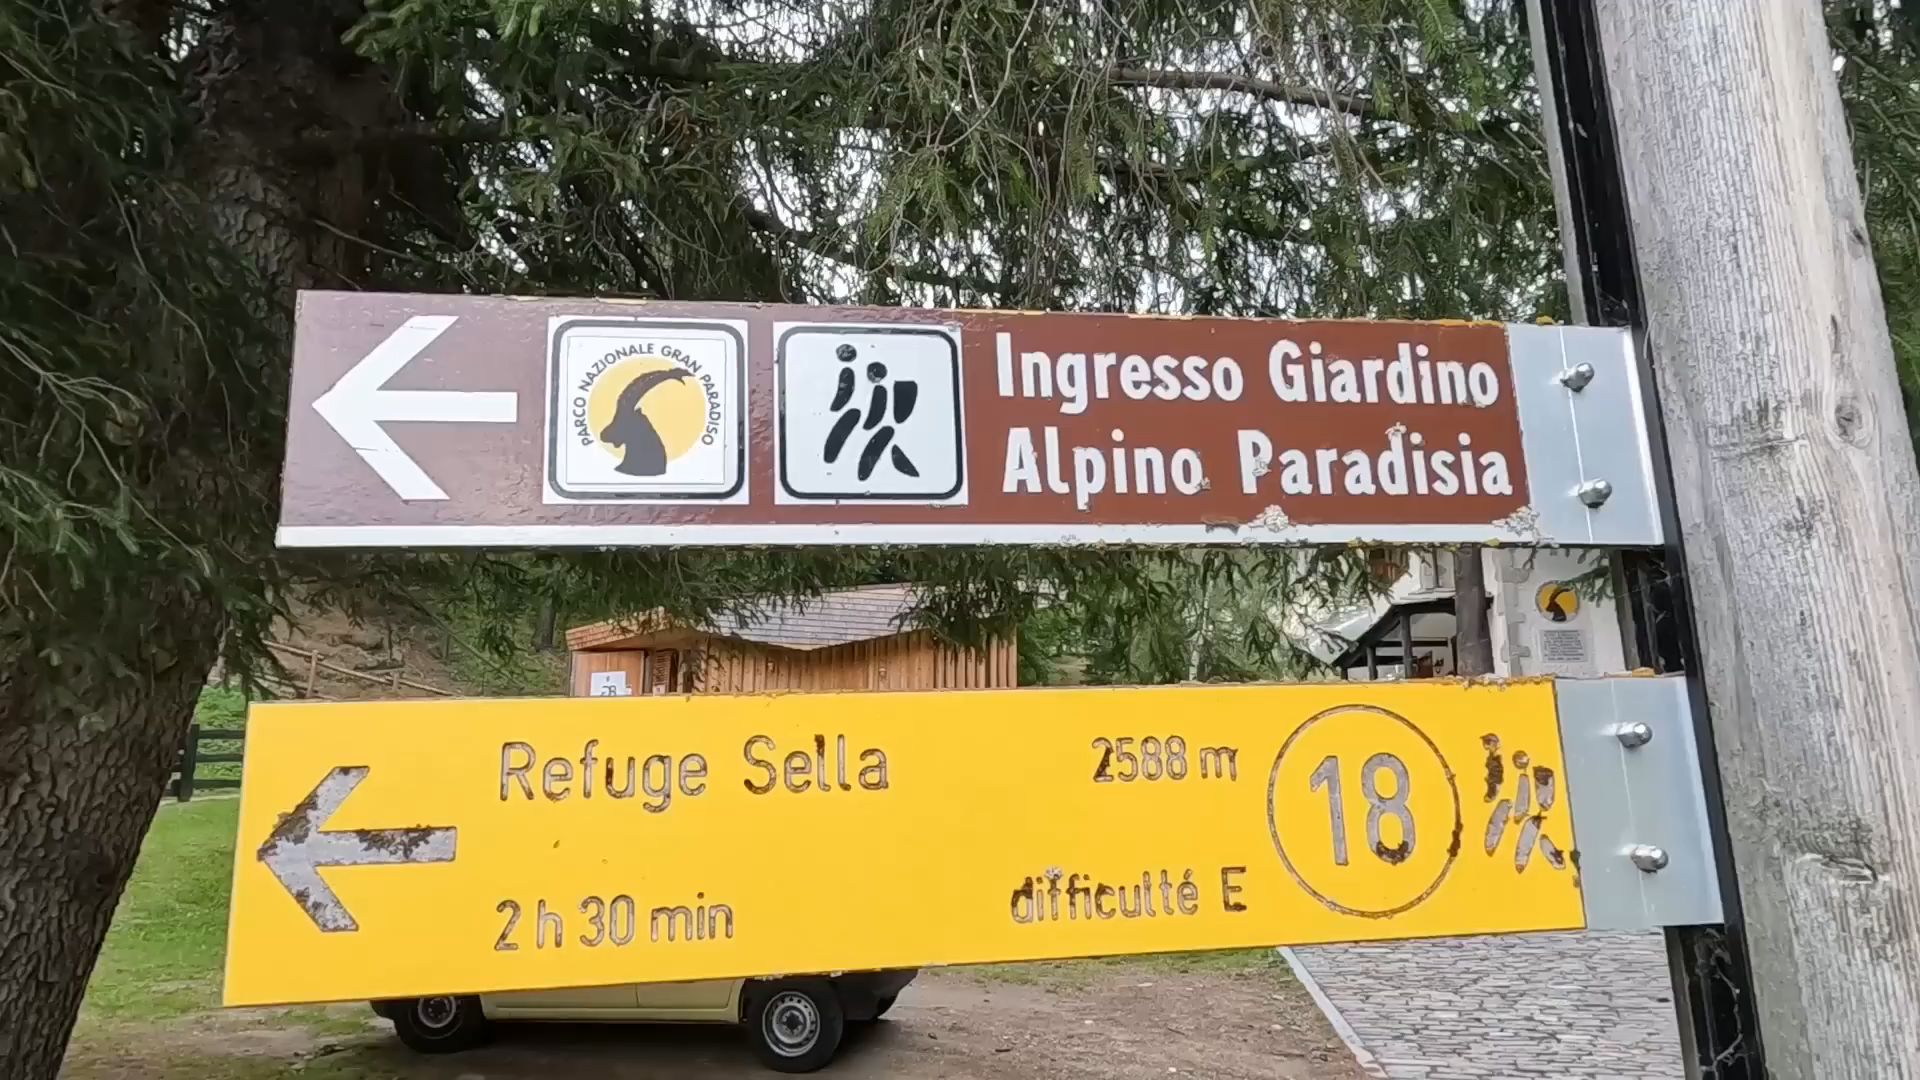 PARCO NAZIONALE GRAN PARADISO
Ingresso Giardino
Alpino Paradisia
Refuge Sella
2588 m
18
2 h 30 min
difficulté E